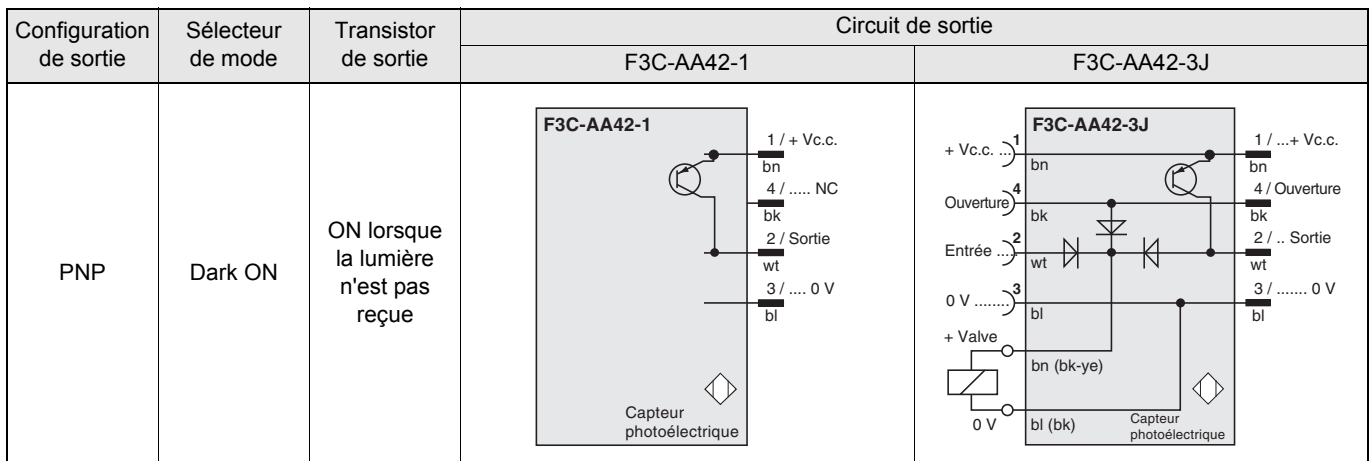 Configuration
de sortie
Sélecteur
de mode
Transistor
de sortie
Circuit de sortie
F3C-AA42-1
F3C-AA42-3J
PNP
Dark ON
ON lorsque
la lumière
n'est pas
reçue
F3C-AA42-1
1 / + Vc.c.
bn
4 / ..... NC
bk
2 / Sortie
wt
3 / .... 0 V
bl
Capteur
photoélectrique
F3C-AA42-3J
+ Vc.c. ... 1
bn
Ouverture 4
bk
Entrée .... 2
wt
0 V ........ 3
bl
+ Valve
bn (bk-ye)
0 V
bl (bk)
1 / ...+ Vc.c.
bn
4 / Ouverture
bk
2 / .. Sortie
wt
3 / ....... 0 V
bl
Capteur
photoélectrique